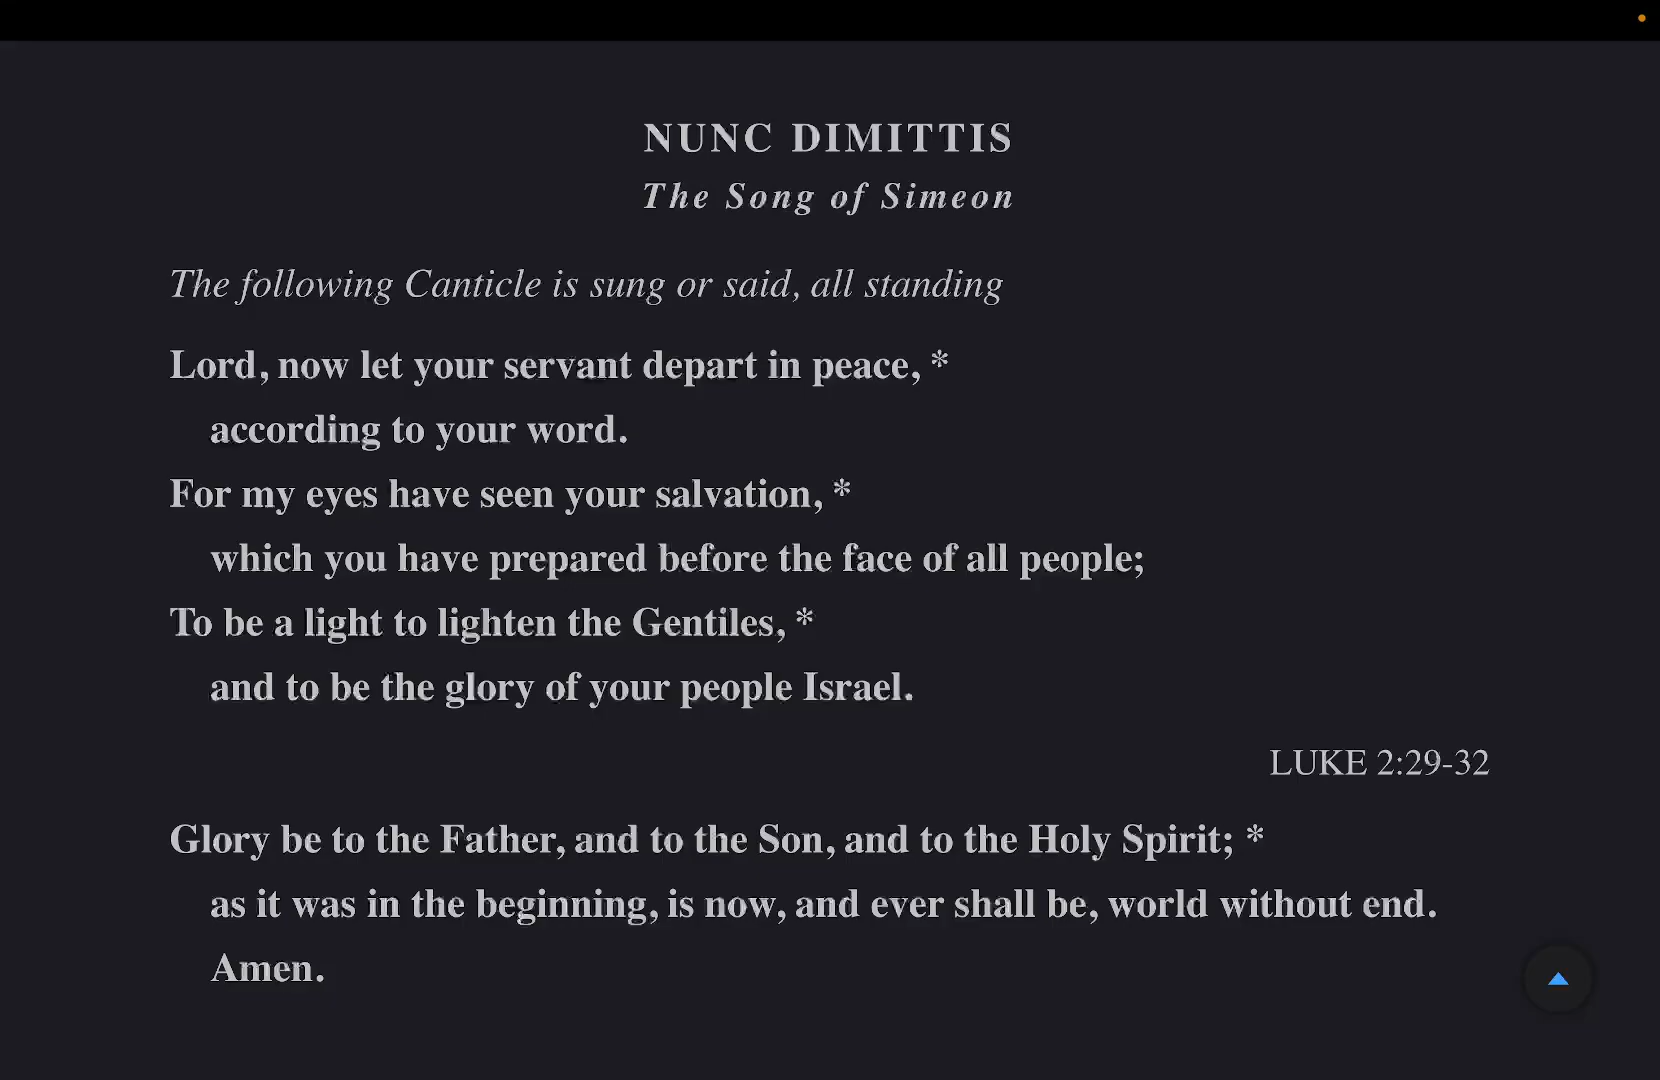 NUNC DIMITTIS
The Song of Simeon
The following Canticle is sung or said, all standing
Lord, now let your servant depart in peace, *
according to your word.
For my eyes have seen your salvation, *
which you have prepared before the face of all people;
To be a light to lighten the Gentiles, *
and to be the glory of your people Israel.
LUKE 2:29-32
Glory be to the Father, and to the Son, and to the Holy Spirit; *
as it was in the beginning, is now, and ever shall be, world without end.
Amen.